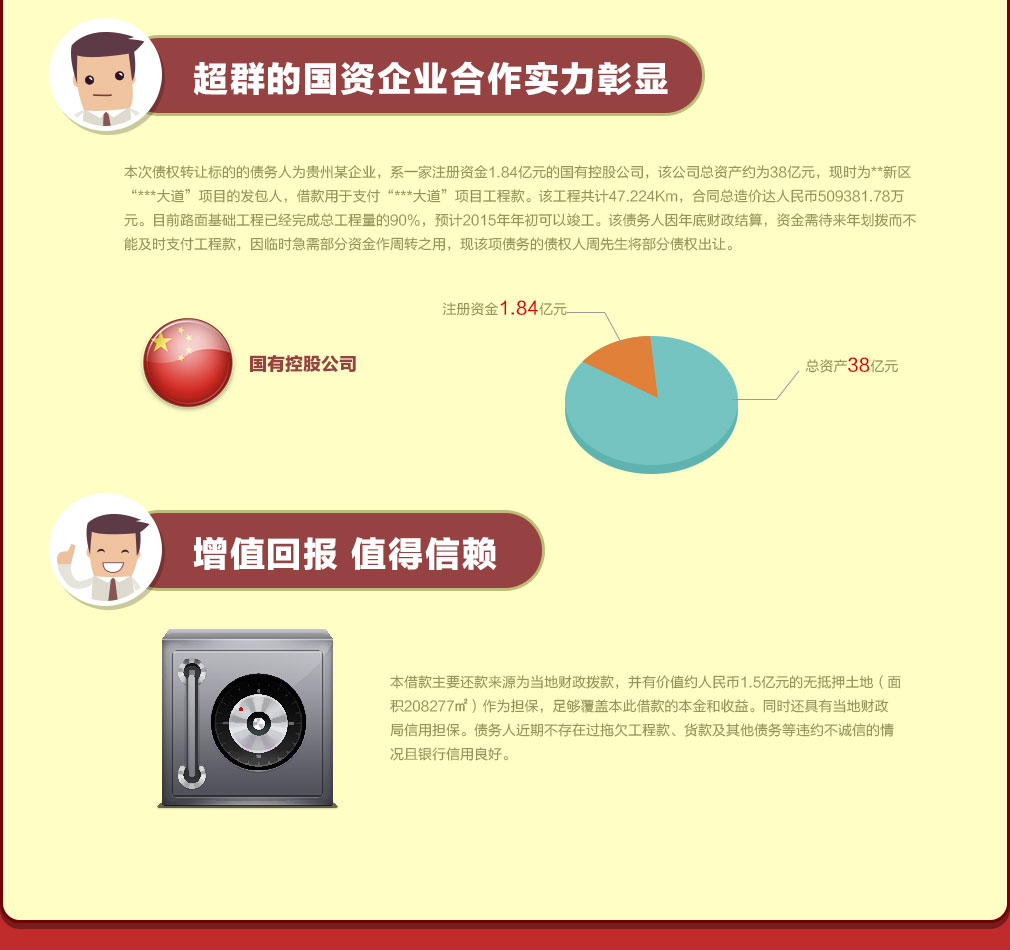 超群的国资企业合作实力彰显
本次债权转让标的的债务人为贵州某企业，系一家注册资金1.84亿元的国有控股公司，该公司总资产约为38亿元，现时为**新区
“***大道”项目的发包人，借款用于支付“***大道”项目工程款。该工程共计47.224Km，合同总造价达人民币509381.78万
元。目前路面基础工程已经完成总工程量的90%，预计2015年年初可以竣工。该债务人因年底财政结算，资金需待来年划拨而不
能及时支付工程款，因临时急需部分资金作周转之用，现该项债务的债权人周先生将部分债权出让。
注册资金1.84亿元
国有控股公司
总资产38亿元
增值回报 值得信赖
本借款主要还款来源为当地财政拨款，并有价值约人民币1.5亿元的无抵押土地（面
积208277㎡）作为担保，足够覆盖本此借款的本金和收益。同时还具有当地财政
局信用担保。债务人近期不存在过拖欠工程款、货款及其他债务等违约不诚信的情
况且银行信用良好。